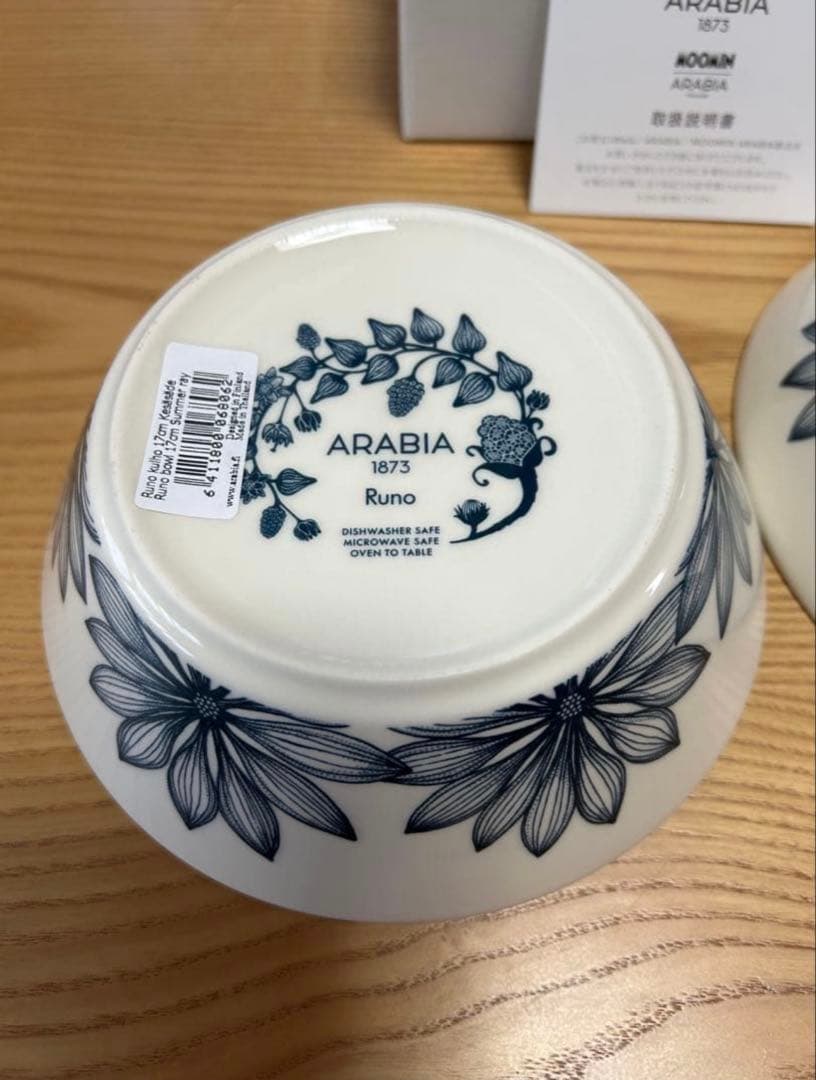 ARABIA
1873
MOOMIN
ARABIA
取扱説明書
Runo kulho 17cm Kesäsäde
Runo bowl 17cm Summer ray
6 411800 068062
Designed in Finland
Made in Thailand
www.arabia.fi
ARABIA
1873
Runo
DISHWASHER SAFE
MICROWAVE SAFE
OVEN TO TABLE